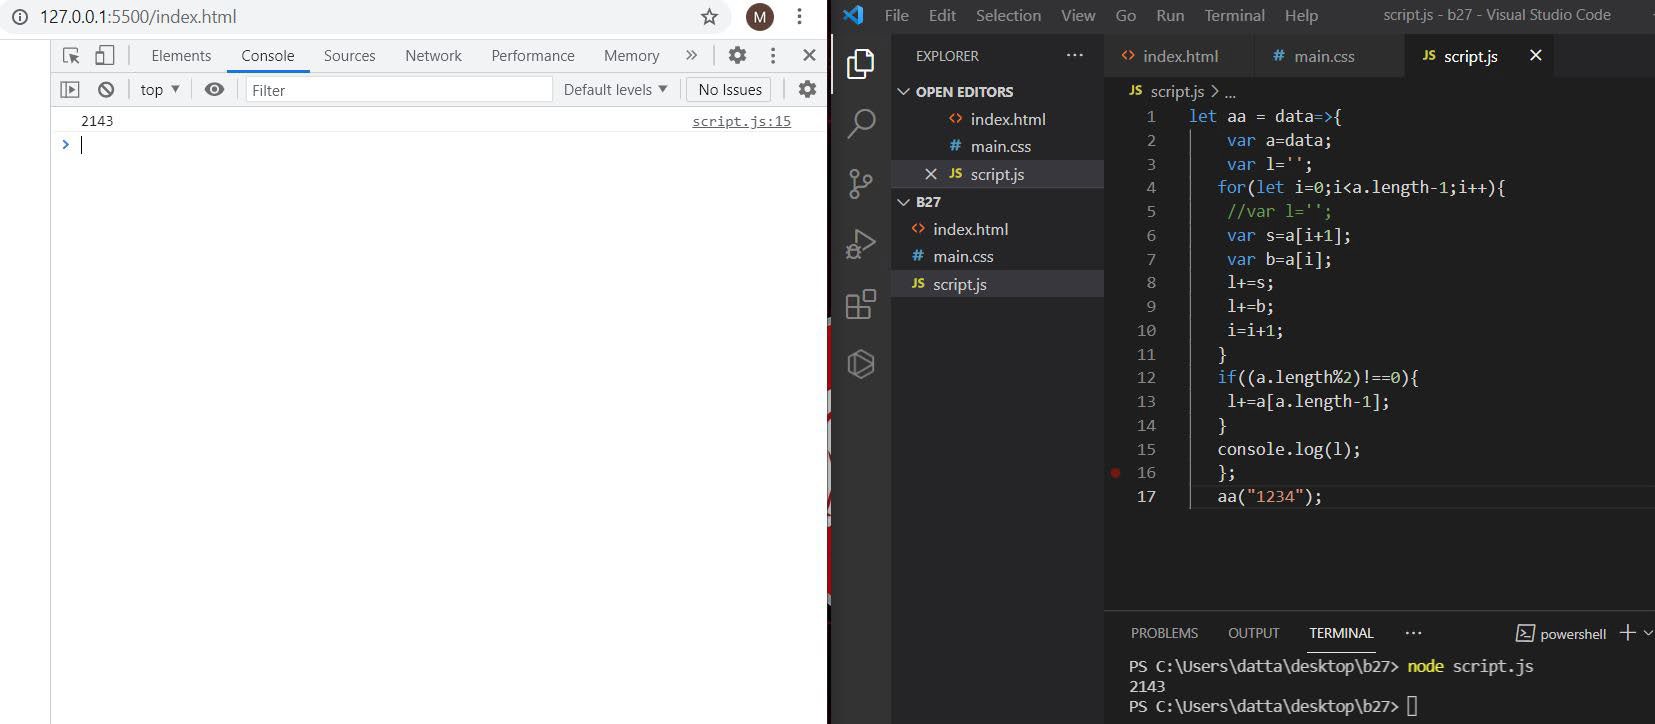 127.0.0.1:5500/index.html
M
Elements Console Sources Network Performance Memory »
top Filter Default levels No Issues
2143 script.js:15
>
File Edit Selection View Go Run Terminal Help script.js - b27 - Visual Studio Code
EXPLORER ...
OPEN EDITORS
<> index.html
# main.css
JS script.js
B27
<> index.html
# main.css
JS script.js
<> index.html # main.css JS script.js
JS script.js > ...
1 let aa = data=>{
2 var a=data;
3 var l='';
4 for(let i=0;i<a.length-1;i++){
5 //var l='';
6 var s=a[i+1];
7 var b=a[i];
8 l+=s;
9 l+=b;
10 i=i+1;
11 }
12 if((a.length%2)!==0){
13 l+=a[a.length-1];
14 }
15 console.log(l);
16 };
17 aa("1234");
PROBLEMS OUTPUT TERMINAL ... powershell
PS C:\Users\datta\desktop\b27> node script.js
2143
PS C:\Users\datta\desktop\b27>